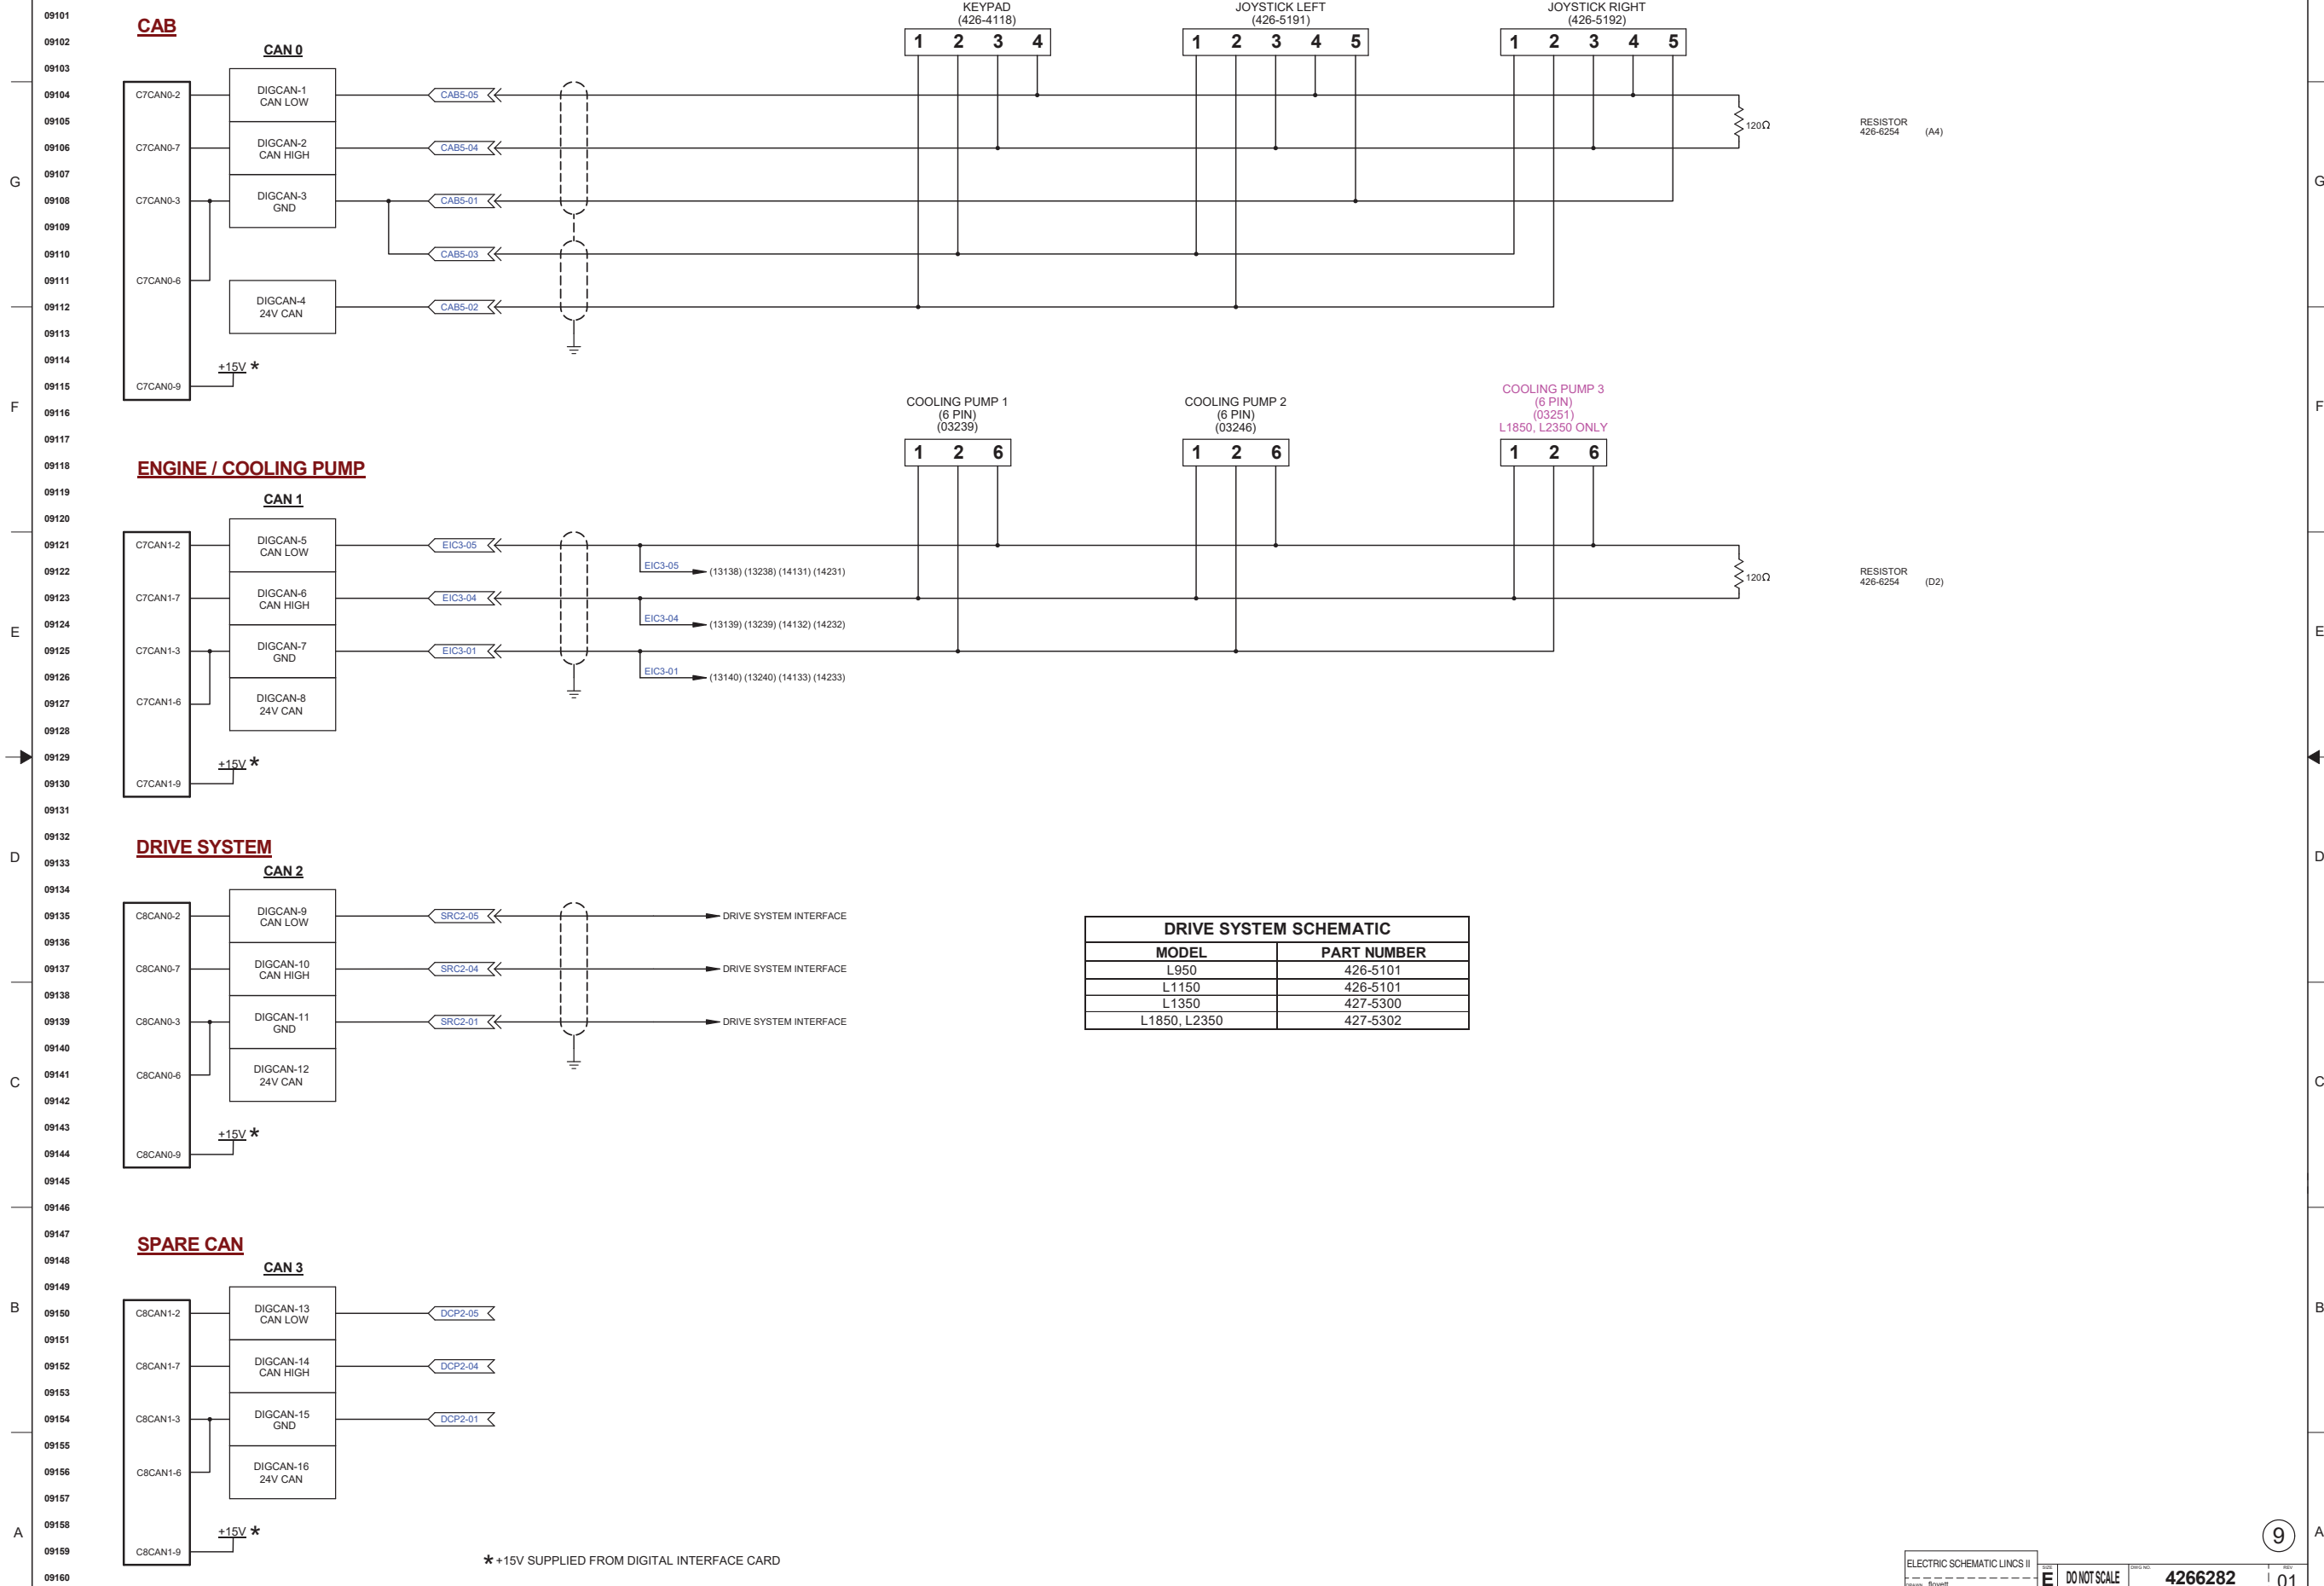 KEYPAD
(426-4118)
1 2 3 4
JOYSTICK LEFT
(426-5191)
1 2 3 4 5
JOYSTICK RIGHT
(426-5192)
1 2 3 4 5
09101
09102
09103
09104
09105
09106
09107
09108
09109
09110
09111
09112
09113
09114
09115
09116
09117
09118
09119
09120
09121
09122
09123
09124
09125
09126
09127
09128
09129
09130
09131
09132
09133
09134
09135
09136
09137
09138
09139
09140
09141
09142
09143
09144
09145
09146
09147
09148
09149
09150
09151
09152
09153
09154
09155
09156
09157
09158
09159
09160
G
F
E
D
C
B
A
G
F
E
D
C
B
A
CAB
CAN 0
C7CAN0-2
DIGCAN-1
CAN LOW
CAB5-05
C7CAN0-7
DIGCAN-2
CAN HIGH
CAB5-04
C7CAN0-3
DIGCAN-3
GND
CAB5-01
CAB5-03
C7CAN0-6
DIGCAN-4
24V CAN
CAB5-02
+15V *
C7CAN0-9
120Ω
RESISTOR
426-6254 (A4)
COOLING PUMP 1
(6 PIN)
(03239)
1 2 6
COOLING PUMP 2
(6 PIN)
(03246)
1 2 6
COOLING PUMP 3
(6 PIN)
(03251)
L1850, L2350 ONLY
1 2 6
ENGINE / COOLING PUMP
CAN 1
C7CAN1-2
DIGCAN-5
CAN LOW
EIC3-05
EIC3-05
(13138) (13238) (14131) (14231)
C7CAN1-7
DIGCAN-6
CAN HIGH
EIC3-04
EIC3-04
(13139) (13239) (14132) (14232)
C7CAN1-3
DIGCAN-7
GND
EIC3-01
EIC3-01
(13140) (13240) (14133) (14233)
C7CAN1-6
DIGCAN-8
24V CAN
+15V *
C7CAN1-9
120Ω
RESISTOR
426-6254 (D2)
DRIVE SYSTEM
CAN 2
C8CAN0-2
DIGCAN-9
CAN LOW
SRC2-05
DRIVE SYSTEM INTERFACE
C8CAN0-7
DIGCAN-10
CAN HIGH
SRC2-04
DRIVE SYSTEM INTERFACE
C8CAN0-3
DIGCAN-11
GND
SRC2-01
DRIVE SYSTEM INTERFACE
C8CAN0-6
DIGCAN-12
24V CAN
+15V *
C8CAN0-9
DRIVE SYSTEM SCHEMATIC
MODEL PART NUMBER
L950 426-5101
L1150 426-5101
L1350 427-5300
L1850, L2350 427-5302
SPARE CAN
CAN 3
C8CAN1-2
DIGCAN-13
CAN LOW
DCP2-05
C8CAN1-7
DIGCAN-14
CAN HIGH
DCP2-04
C8CAN1-3
DIGCAN-15
GND
DCP2-01
C8CAN1-6
DIGCAN-16
24V CAN
+15V *
C8CAN1-9
* +15V SUPPLIED FROM DIGITAL INTERFACE CARD
9
ELECTRIC SCHEMATIC LINCS II
E
DO NOT SCALE
4266282
01